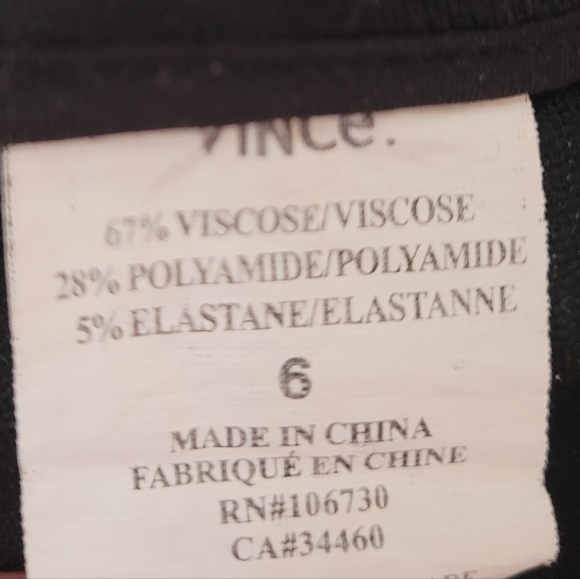 VINCe.
67% VISCOSE/VISCOSE
28% POLYAMIDE/POLYAMIDE
5% ELASTANE/ELASTANNE
6
MADE IN CHINA
FABRIQUÉ EN CHINE
RN#106730
CA#34460